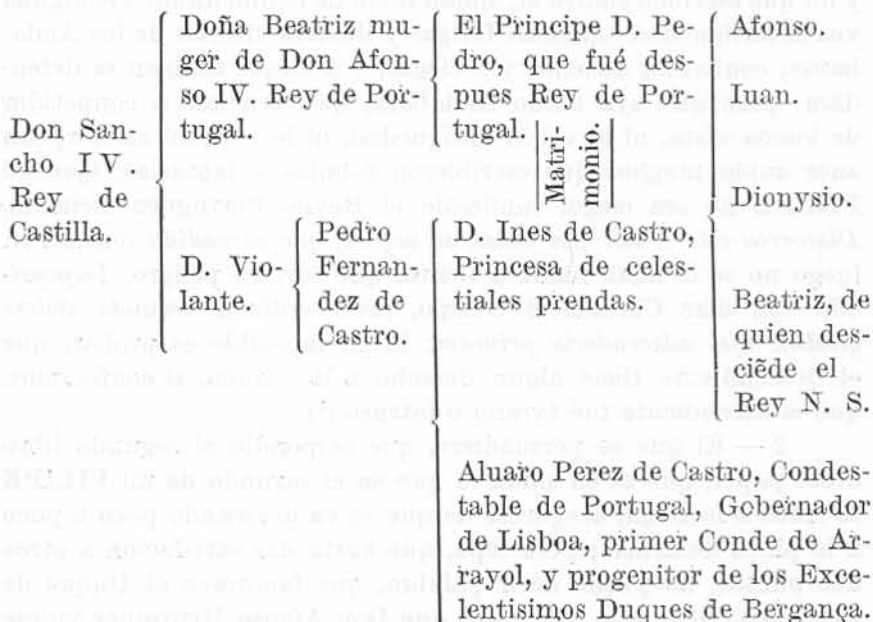 Don San-
cho IV.
Rey de
Castilla.
Doña Beatriz mu-
ger de Don Afon-
so IV. Rey de Por-
tugal.
D. Vio-
lante.
Pedro
Fernan-
dez de
Castro.
El Principe D. Pe-
dro, que fué des-
pues Rey de Por-
tugal.
Matri-
monio.
D. Ines de Castro,
Princesa de celes-
tiales prendas.
Afonso.
Iuan.
Dionysio.
Beatriz, de
quien des-
ciẽde el
Rey N. S.
Aluaro Perez de Castro, Condes-
table de Portugal, Gobernador
de Lisboa, primer Conde de Ar-
rayol, y progenitor de los Exce-
lentisimos Duques de Bergança.